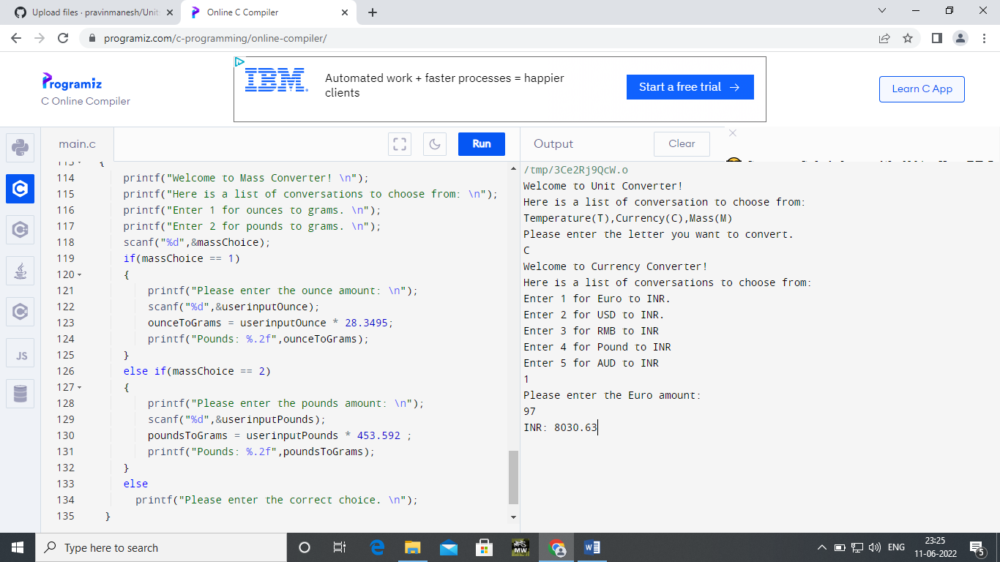 Upload files · pravinmanesh/Unit
Online C Compiler
programiz.com/c-programming/online-compiler/
Programiz
C Online Compiler
IBM
Automated work + faster processes = happier
clients
Start a free trial
Learn C App
main.c
Run
Output
Clear
113 {
114 printf("Welcome to Mass Converter! \n");
115 printf("Here is a list of conversations to choose from: \n");
116 printf("Enter 1 for ounces to grams. \n");
117 printf("Enter 2 for pounds to grams. \n");
118 scanf("%d",&massChoice);
119 if(massChoice == 1)
120 {
121 printf("Please enter the ounce amount: \n");
122 scanf("%d",&userinputOunce);
123 ounceToGrams = userinputOunce * 28.3495;
124 printf("Pounds: %.2f",ounceToGrams);
125 }
126 else if(massChoice == 2)
127 {
128 printf("Please enter the pounds amount: \n");
129 scanf("%d",&userinputPounds);
130 poundsToGrams = userinputPounds * 453.592 ;
131 printf("Pounds: %.2f",poundsToGrams);
132 }
133 else
134 printf("Please enter the correct choice. \n");
135 }
JS
/tmp/3Ce2Rj9QcW.o
Welcome to Unit Converter!
Here is a list of conversation to choose from:
Temperature(T),Currency(C),Mass(M)
Please enter the letter you want to convert.
C
Welcome to Currency Converter!
Here is a list of conversations to choose from:
Enter 1 for Euro to INR.
Enter 2 for USD to INR.
Enter 3 for RMB to INR
Enter 4 for Pound to INR
Enter 5 for AUD to INR
1
Please enter the Euro amount:
97
INR: 8030.63
Type here to search
MW
ENG
23:25
11-06-2022
5